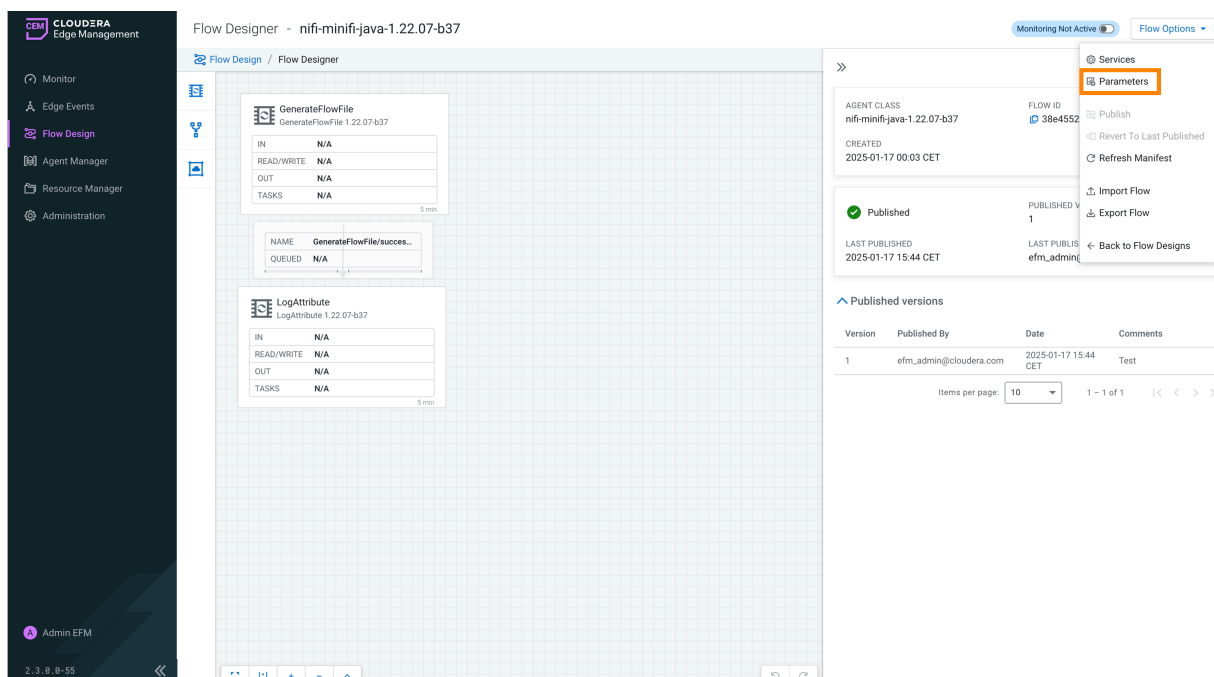 CEM CLOUDERA
Edge Management
Monitor
Edge Events
Flow Design
Agent Manager
Resource Manager
Administration
A Admin EFM
2.3.0.0-55
Flow Designer - nifi-minifi-java-1.22.07-b37
Monitoring Not Active
Flow Options
Flow Design / Flow Designer
GenerateFlowFile
GenerateFlowFile 1.22.07-b37
IN N/A
READ/WRITE N/A
OUT N/A
TASKS N/A
5 min
NAME GenerateFlowFile/succes...
QUEUED N/A
LogAttribute
LogAttribute 1.22.07-b37
IN N/A
READ/WRITE N/A
OUT N/A
TASKS N/A
5 min
Services
Parameters
Publish
Revert To Last Published
Refresh Manifest
Import Flow
Export Flow
Back to Flow Designs
AGENT CLASS
nifi-minifi-java-1.22.07-b37
FLOW ID
38e4552
CREATED
2025-01-17 00:03 CET
Published
PUBLISHED V
1
LAST PUBLISHED
2025-01-17 15:44 CET
LAST PUBLIS
efm_admin@
Published versions
Version Published By Date Comments
1 efm_admin@cloudera.com 2025-01-17 15:44 Test
CET
Items per page: 10 1 – 1 of 1